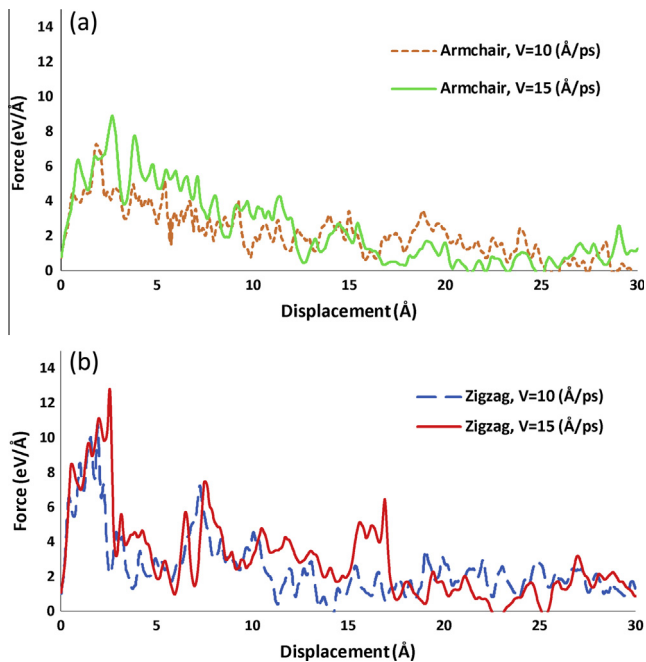 (a)
Armchair, V=10 (Å/ps)
Armchair, V=15 (Å/ps)
Force (eV/Å)
14
12
10
8
6
4
2
0
0 5 10 15 20 25 30
Displacement (Å)
(b)
Zigzag, V=10 (Å/ps)
Zigzag, V=15 (Å/ps)
Force (eV/Å)
14
12
10
8
6
4
2
0
0 5 10 15 20 25 30
Displacement (Å)